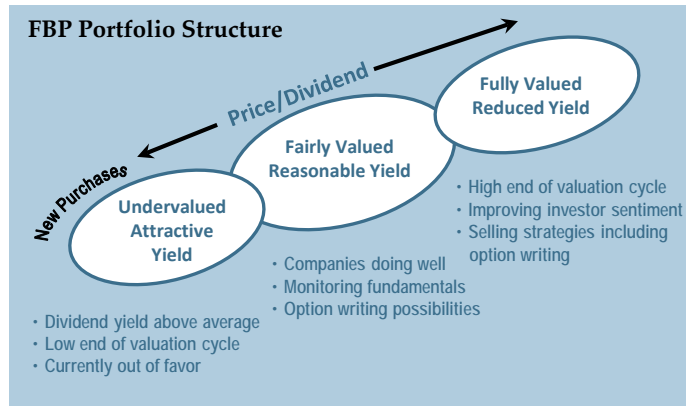 FBP Portfolio Structure
Price/Dividend
Fully Valued
Reduced Yield
Fairly Valued
Reasonable Yield
New Purchases
Undervalued
Attractive
Yield
• High end of valuation cycle
• Improving investor sentiment
• Selling strategies including
option writing
• Companies doing well
• Monitoring fundamentals
• Option writing possibilities
• Dividend yield above average
• Low end of valuation cycle
• Currently out of favor